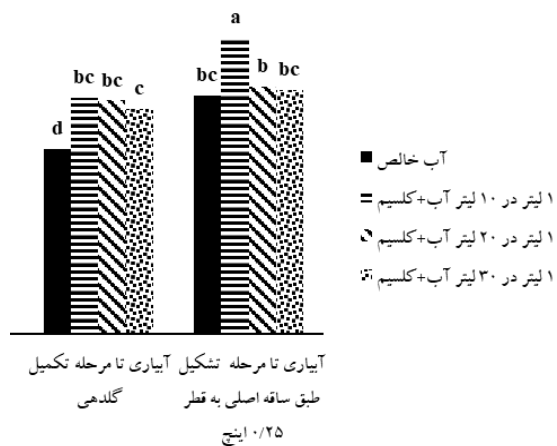 a
bc
b
bc
bc
bc
c
d
آب خالص
۱ لیتر در ۱۰ لیتر آب+کلسیم
۱ لیتر در ۲۰ لیتر آب+کلسیم
۱ لیتر در ۳۰ لیتر آب+کلسیم
آبیاری تا مرحله تشکیل
طبق ساقه اصلی به قطر
۰/۲۵ اینچ
آبیاری تا مرحله تکمیل
گلدهی